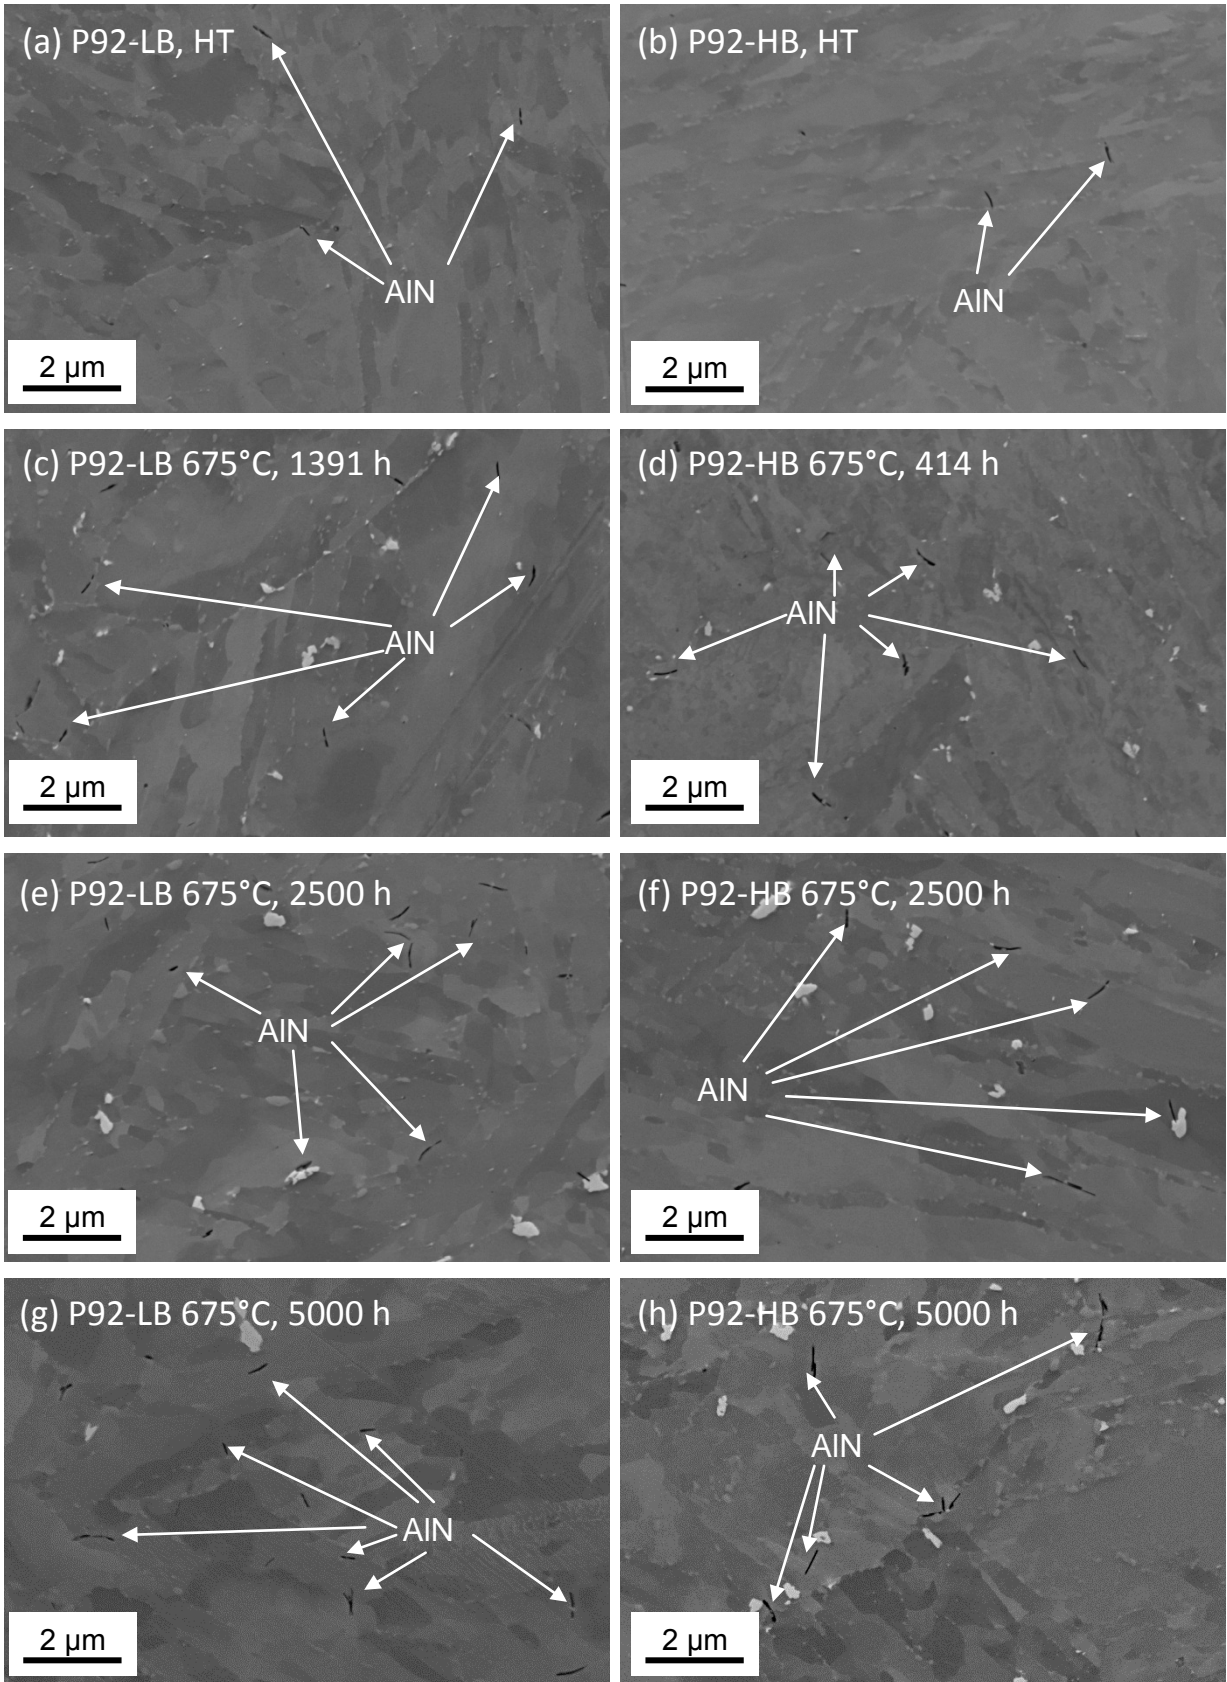 (a) P92-LB, HT
AlN
2 µm
(b) P92-HB, HT
AlN
2 µm
(c) P92-LB 675°C, 1391 h
AlN
2 µm
(d) P92-HB 675°C, 414 h
AlN
2 µm
(e) P92-LB 675°C, 2500 h
AlN
2 µm
(f) P92-HB 675°C, 2500 h
AlN
2 µm
(g) P92-LB 675°C, 5000 h
AlN
2 µm
(h) P92-HB 675°C, 5000 h
AlN
2 µm